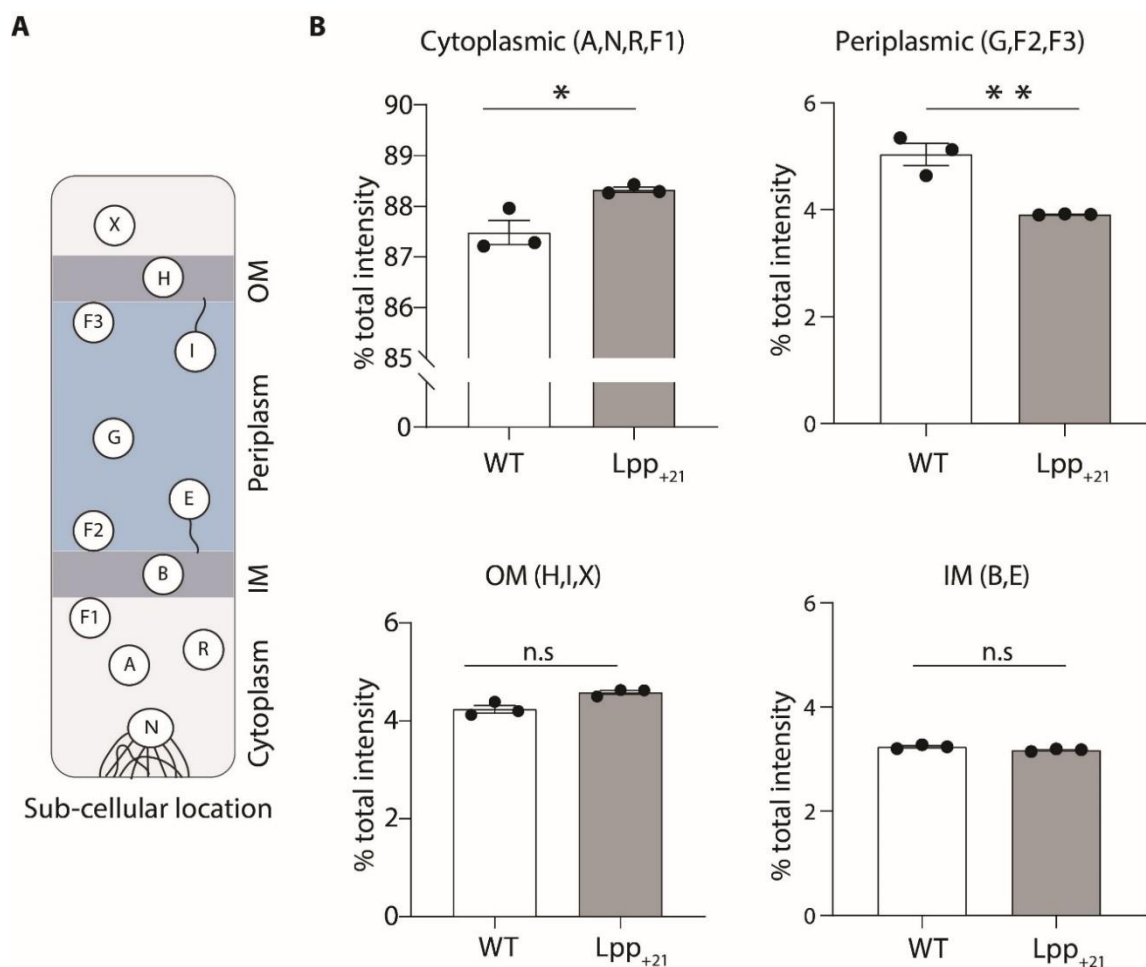 A
X
H
OM
F3
I
Periplasm
G
E
F2
B
IM
F1
R
A
N
Cytoplasm
Sub-cellular location
B
Cytoplasmic (A,N,R,F1)
*
% total intensity
90
89
88
87
86
85
0
WT
Lpp+21
Periplasmic (G,F2,F3)
* *
% total intensity
6
4
2
0
WT
Lpp+21
OM (H,I,X)
n.s
% total intensity
6
4
2
0
WT
Lpp+21
IM (B,E)
n.s
% total intensity
6
4
2
0
WT
Lpp+21